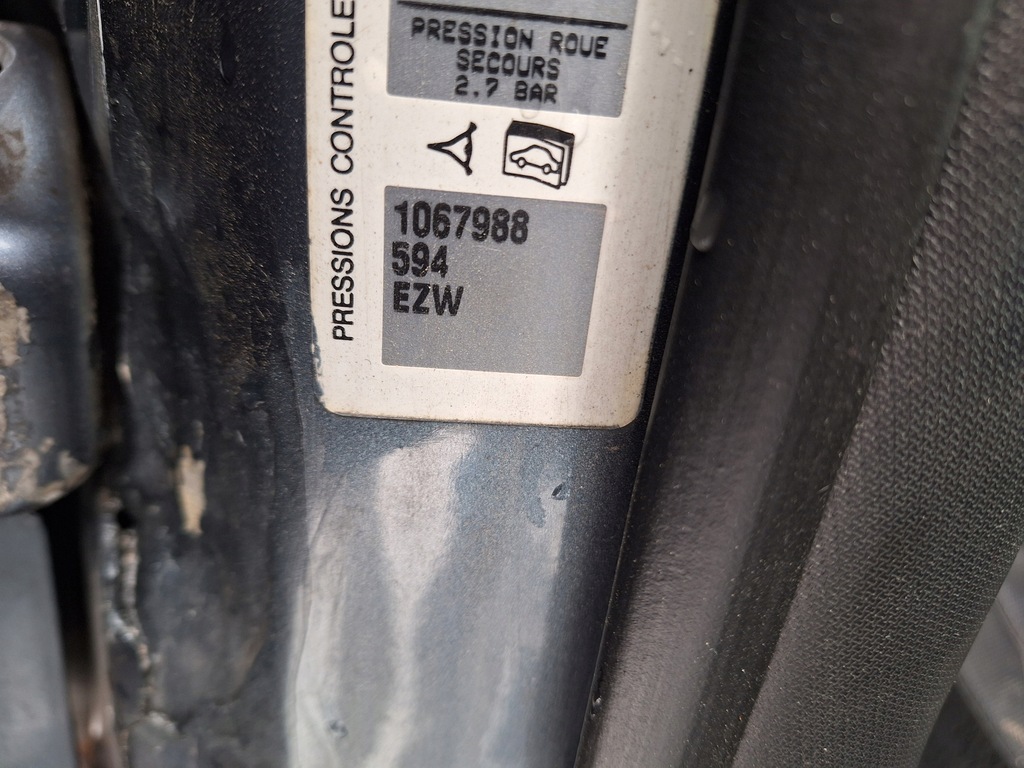 PRESSION ROUE
SECOURS
2.7 BAR
PRESSIONS CONTROLE
1067988
594
EZW